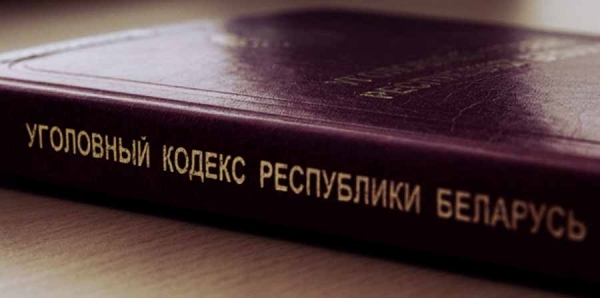 УГОЛОВНЫЙ КОДЕКС РЕСПУБЛИКИ БЕЛАРУСЬ